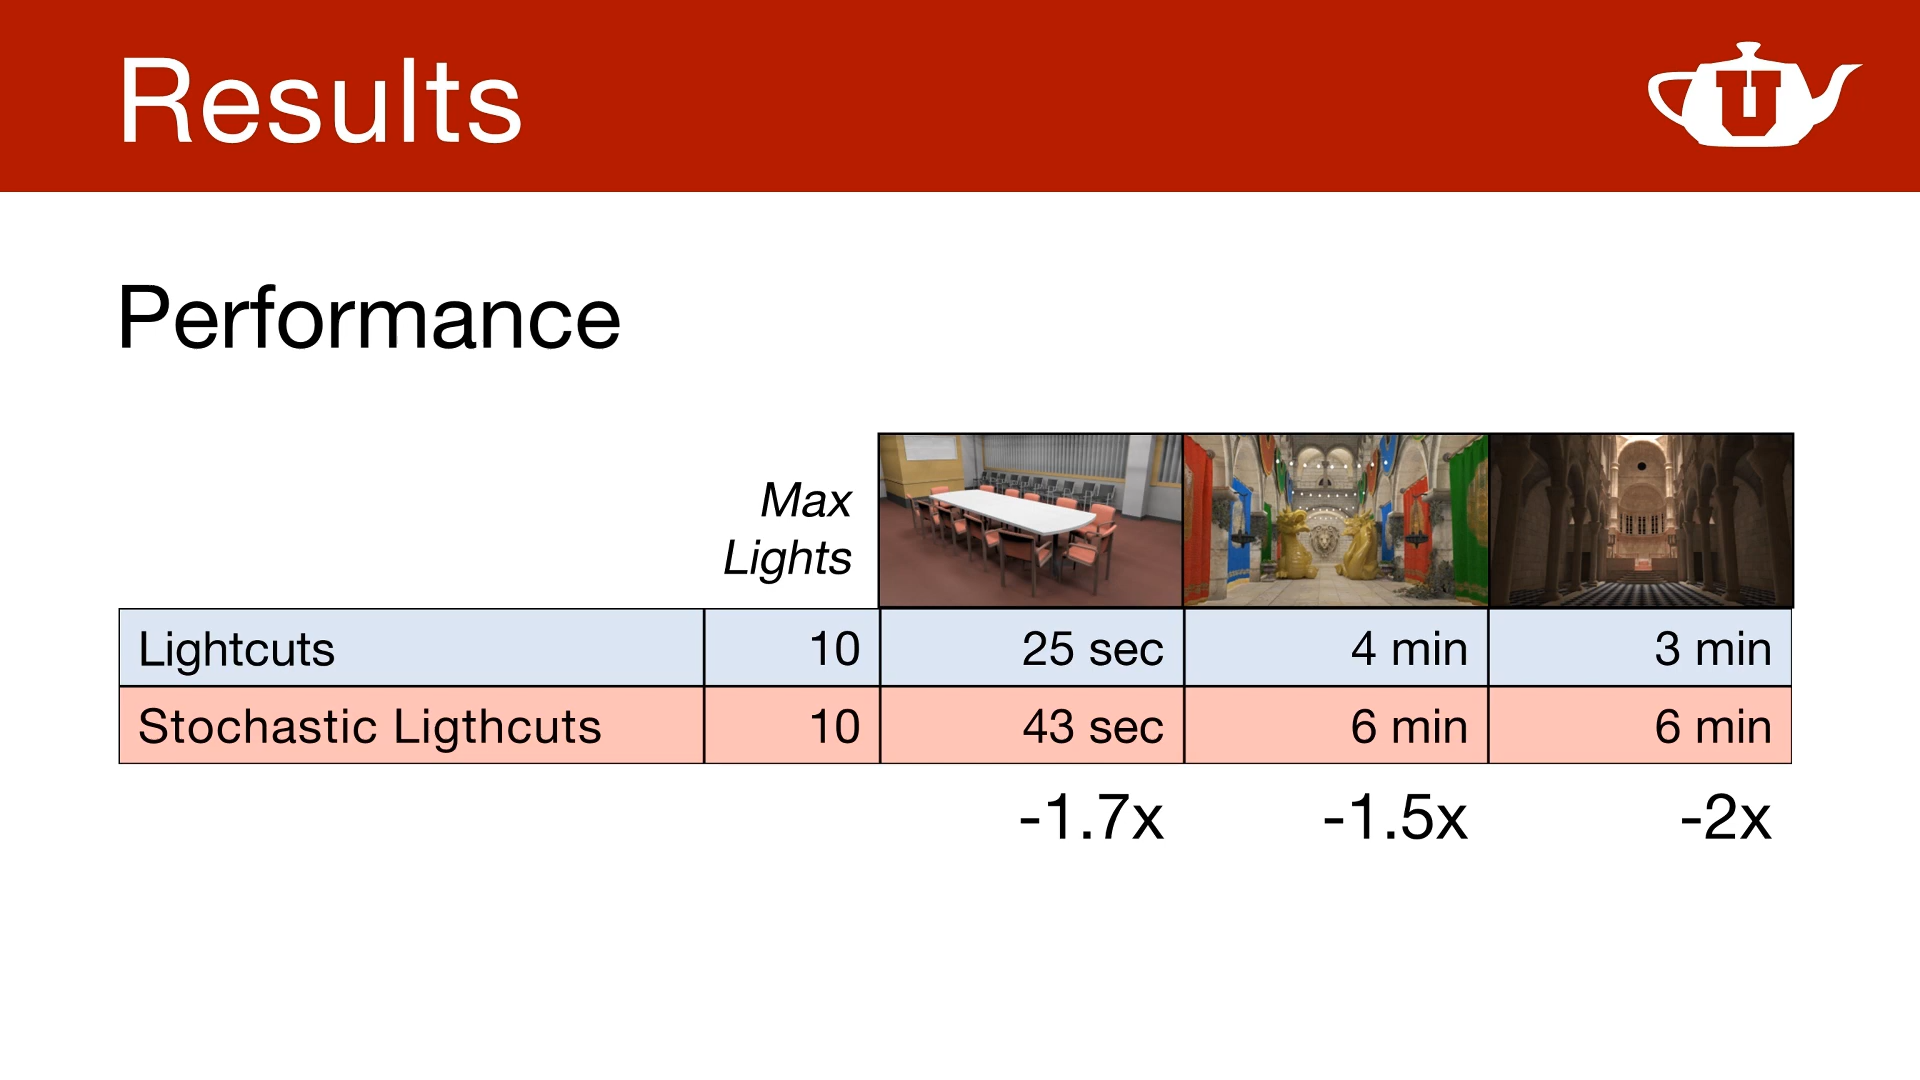 Results
U
Performance
Max
Lights
Lightcuts 10 25 sec 4 min 3 min
Stochastic Ligthcuts 10 43 sec 6 min 6 min
-1.7x -1.5x -2x